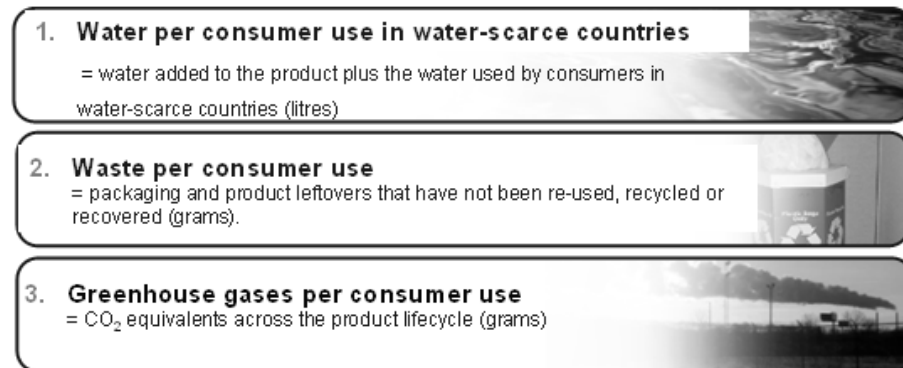 1. Water per consumer use in water-scarce countries
= water added to the product plus the water used by consumers in
water-scarce countries (litres)
2. Waste per consumer use
= packaging and product leftovers that have not been re-used, recycled or
recovered (grams).
3. Greenhouse gases per consumer use
= CO₂ equivalents across the product lifecycle (grams)